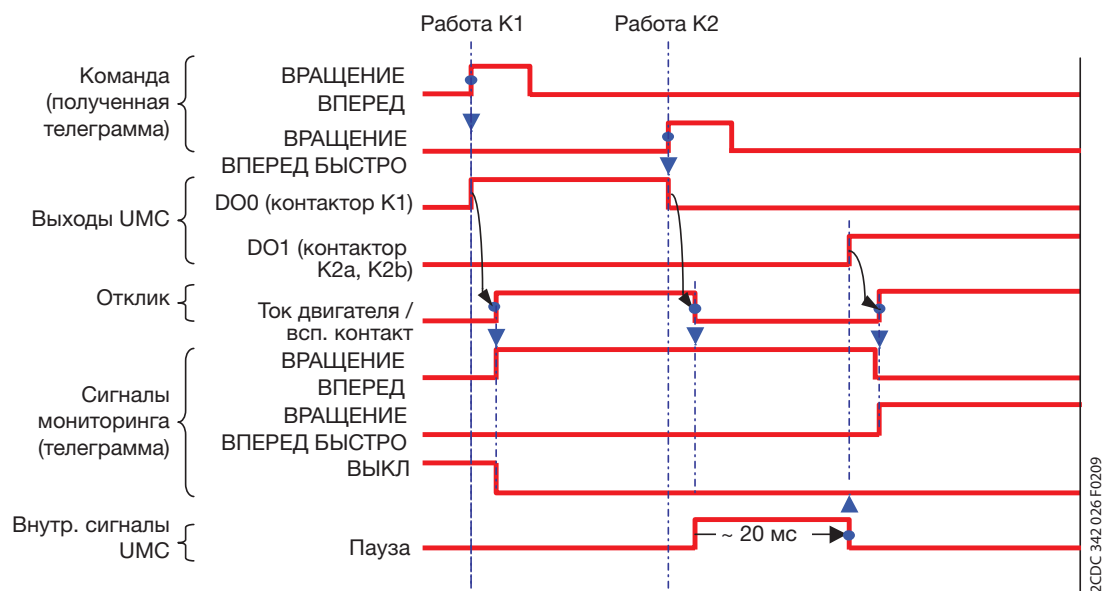 Работа K1
Работа K2
Команда
(полученная
телеграмма)
ВРАЩЕНИЕ
ВПЕРЕД
ВРАЩЕНИЕ
ВПЕРЕД БЫСТРО
Выходы UMC
DO0 (контактор K1)
DO1 (контактор
K2a, K2b)
Отклик
Ток двигателя /
всп. контакт
Сигналы
мониторинга
(телеграмма)
ВРАЩЕНИЕ
ВПЕРЕД
ВРАЩЕНИЕ
ВПЕРЕД БЫСТРО
ВЫКЛ
Внутр. сигналы
UMC
Пауза
~ 20 мс
2CDC 342 026 F0209